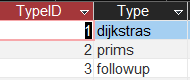 TypeID Type
1 dijkstras
2 prims
3 followup